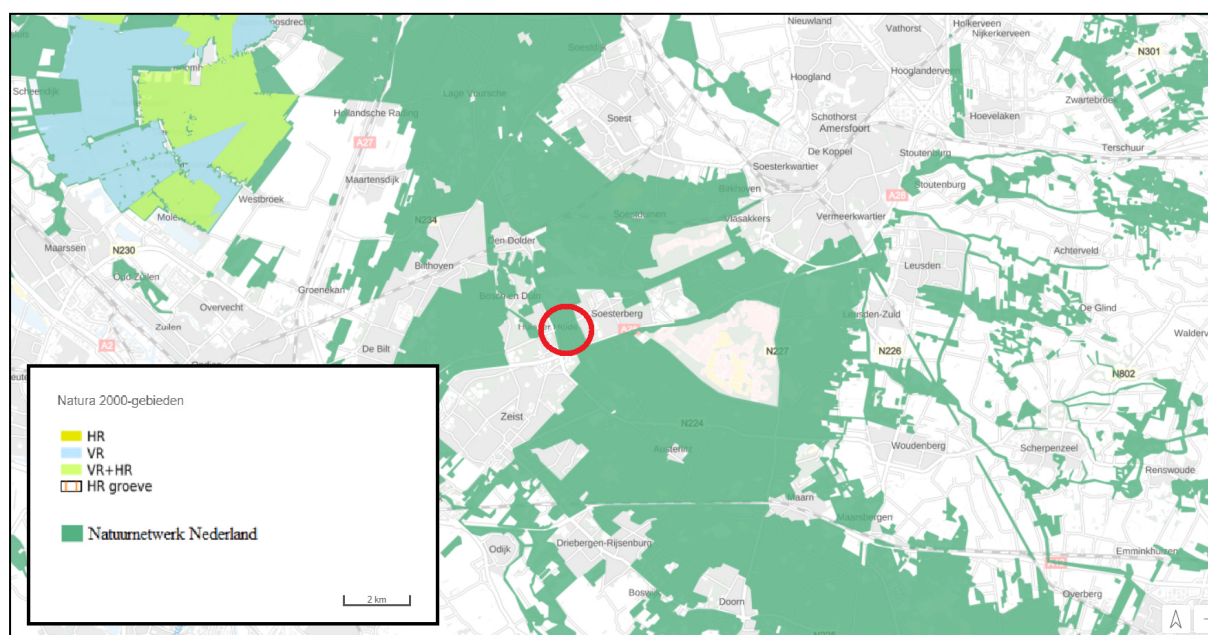 oosdrecht
Soestdijk
Nieuwland
Vathorst
Holkerveen
Nijkerkerveen
N301
Scheendijk
Lage Vuursche
Hoogland
Hooglanderveen
Zwartebroek
Hollandsche Rading
Soest
Schothorst
Amersfoort
Hoevelaken
A27
De Koppel
Stoutenburg
Terschuur
Soesterkwartier
Maartensdijk
Birkhoven
A28
Stoutenburg
Westbroek
N234
Soestduinen
Vlasakkers
Vermeerkwartier
Maarssen
N230
Den Dolder
Achterveld
Bilthoven
Leusden
Oud-Zuilen
Groenekan
Bosch en Duin
Overvecht
Soesterberg
Leusden-Zuid
De Glind
Zuilen
A2
De Bilt
N227
N226
N802
Zeist
N224
Austerlitz
Woudenberg
Scherpenzeel
Renswoude
Maarn
Maarsbergen
Odijk
Driebergen-Rijsenburg
Emminkhuizen
Doorn
Overberg
Natura 2000-gebieden
HR
VR
VR+HR
HR groeve
Natuurnetwerk Nederland
2 km